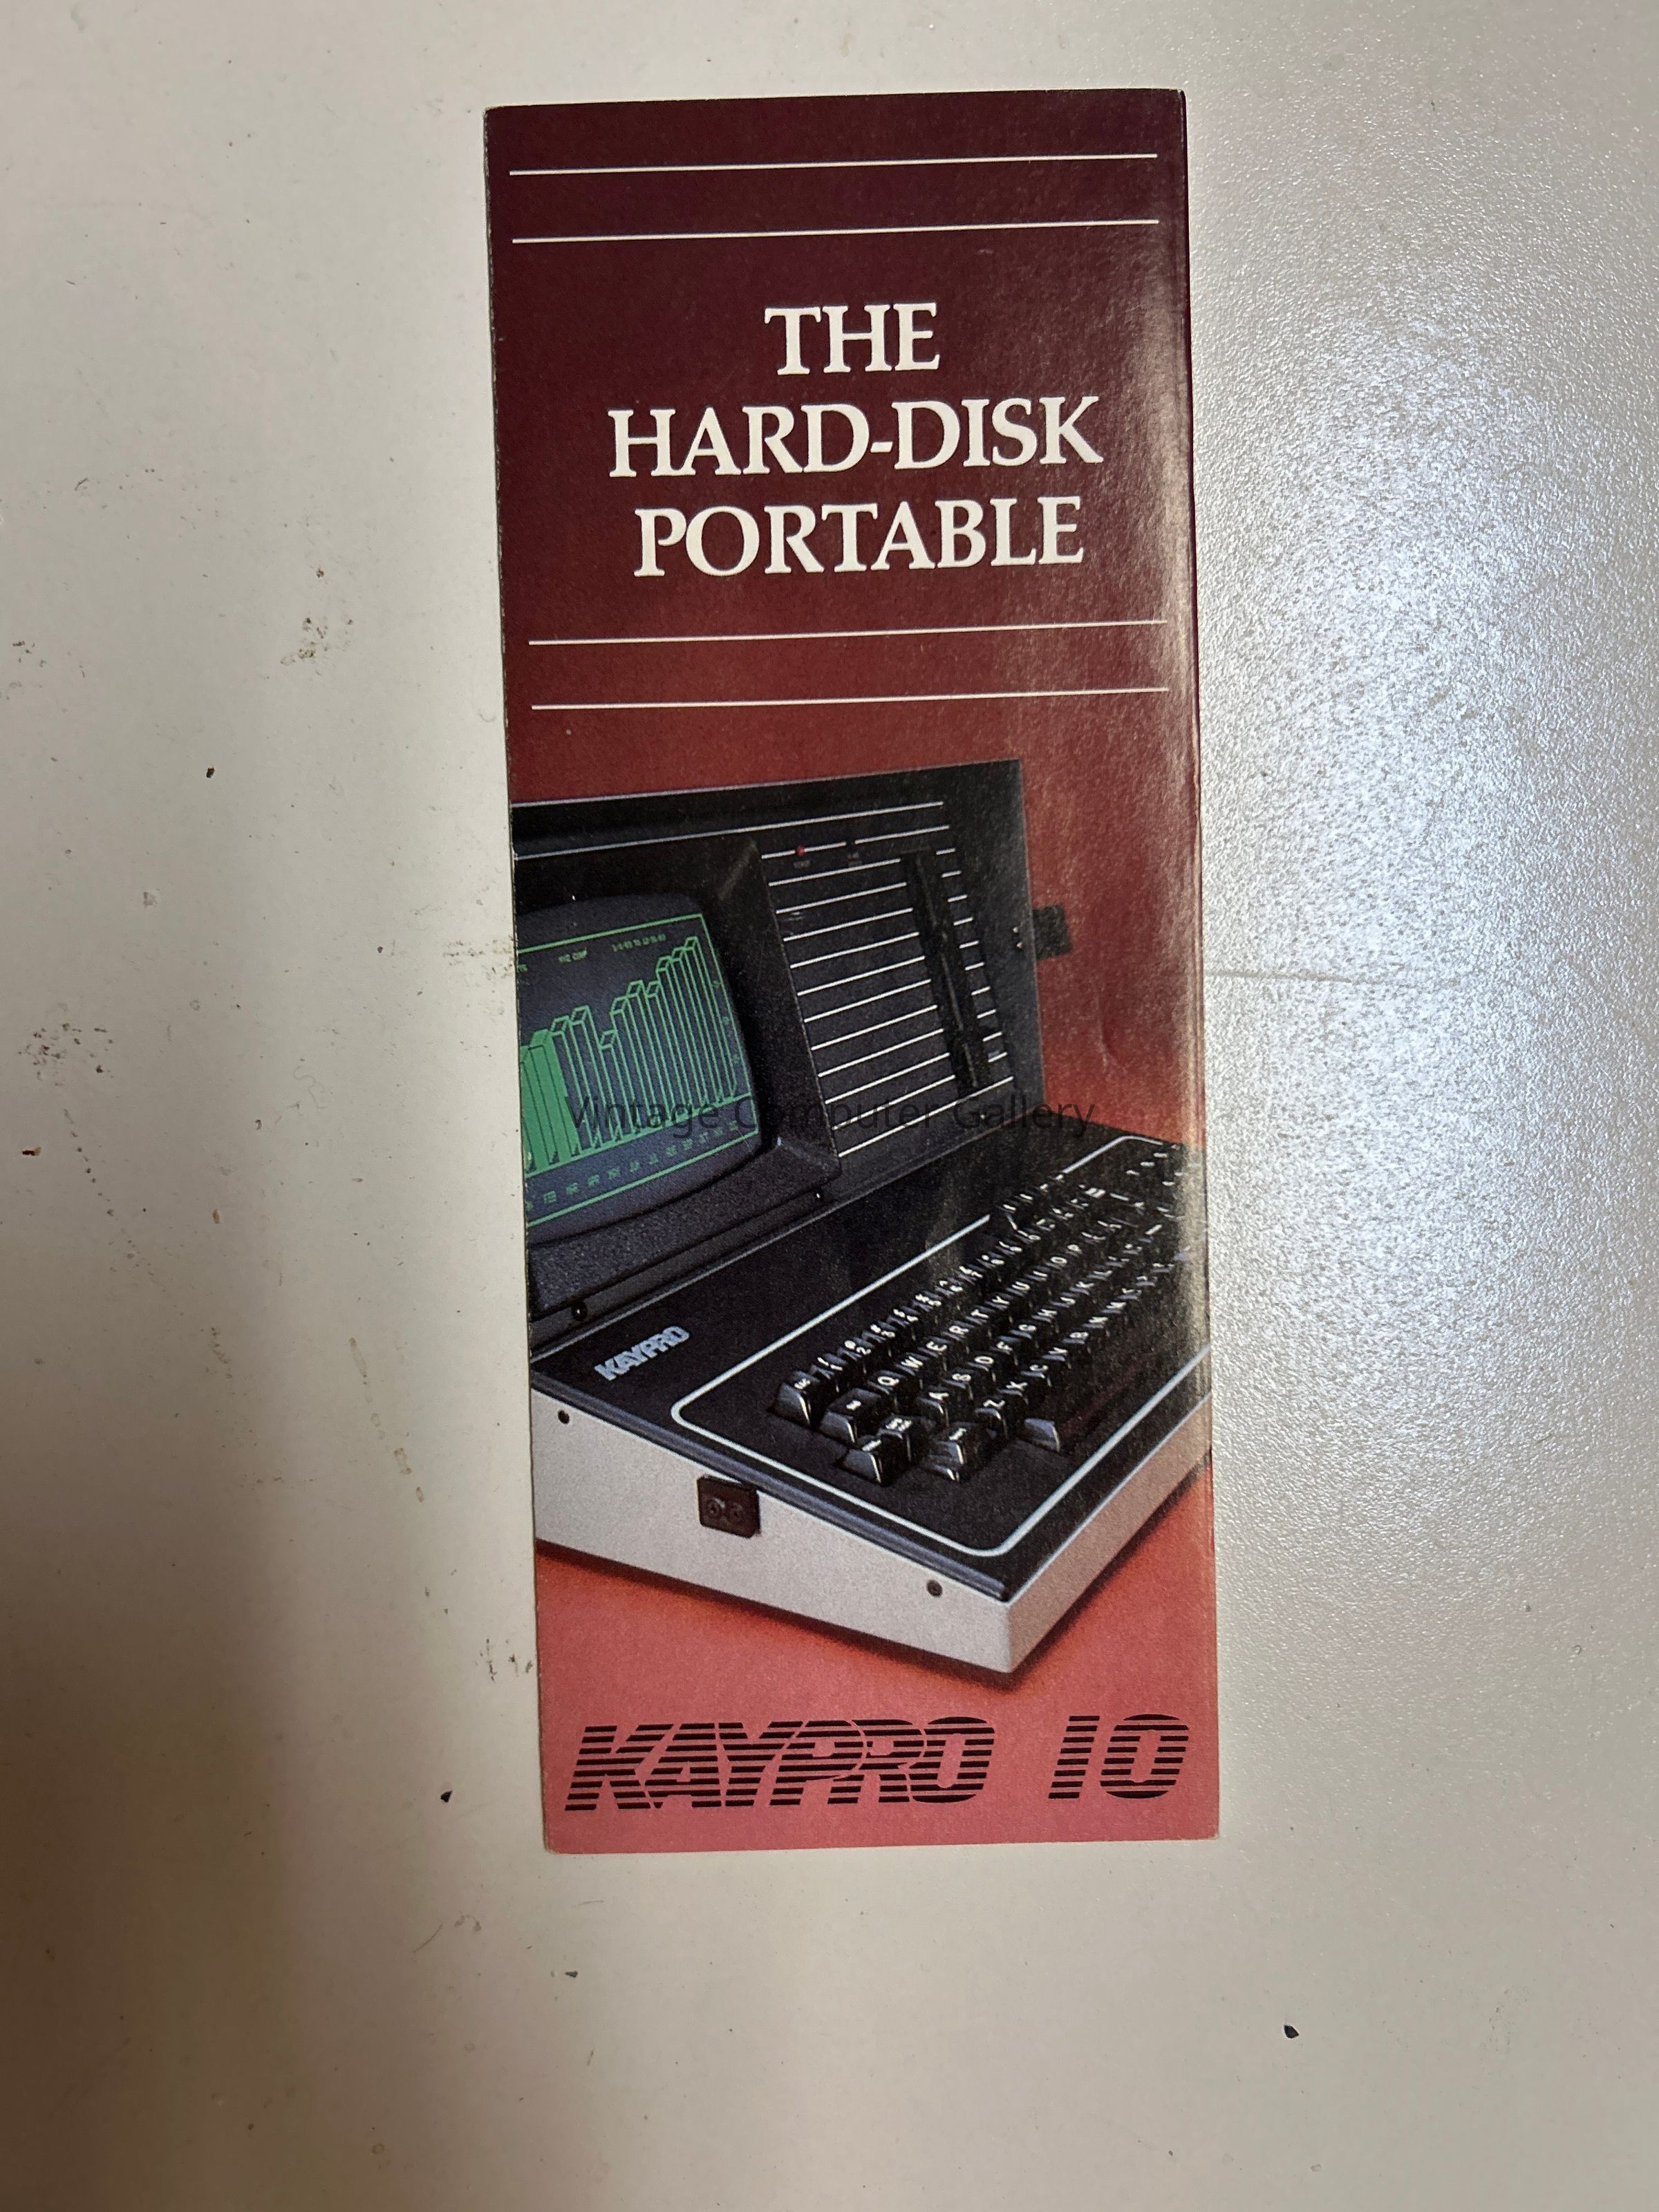 THE
HARD-DISK
PORTABLE
Vintage Computer Gallery
KAYPRO
Q W E R T Y U I O P
A S D F G H J K L
Z X C V B N M
KAYPRO 10